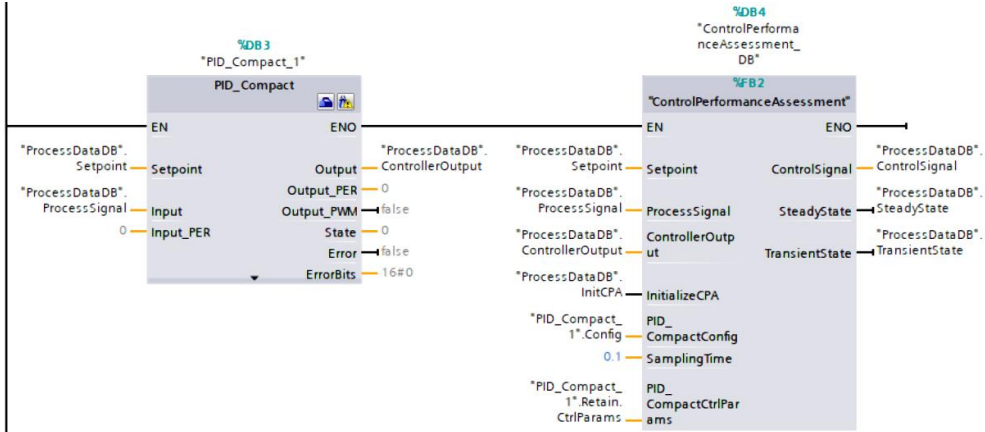 %DB3
"PID_Compact_1"
PID_Compact
EN
ENO
"ProcessDataDB".
Setpoint
Setpoint
Output
"ProcessDataDB".
ControllerOutput
Output_PER
0
"ProcessDataDB".
ProcessSignal
Input
Output_PWM
false
0
Input_PER
State
0
Error
false
ErrorBits
16#0
%DB4
"ControlPerforma
nceAssessment_
DB"
%FB2
"ControlPerformanceAssessment"
EN
ENO
"ProcessDataDB".
Setpoint
Setpoint
ControlSignal
"ProcessDataDB".
ControlSignal
"ProcessDataDB".
ProcessSignal
ProcessSignal
SteadyState
"ProcessDataDB".
SteadyState
"ProcessDataDB".
ControllerOutput
ControllerOutp
ut
TransientState
"ProcessDataDB".
TransientState
"ProcessDataDB".
InitCPA
InitializeCPA
"PID_Compact_
1".Config
PID_
CompactConfig
0.1
SamplingTime
"PID_Compact_
1".Retain.
CtrlParams
PID_
CompactCtrlPar
ams